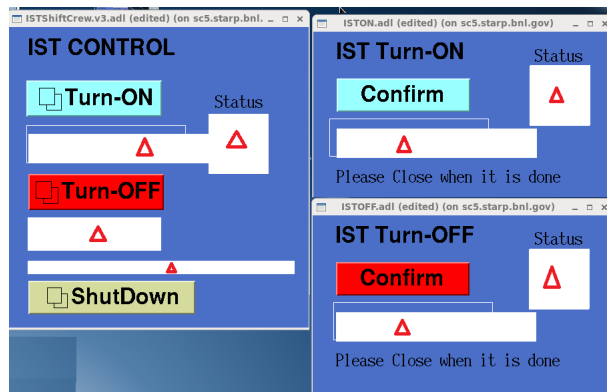 ISTShiftCrew.v3.adl (edited) (on sc5.starp.bnl.
IST CONTROL
Turn-ON
Status
Turn-OFF
ShutDown
ISTON.adl (edited) (on sc5.starp.bnl.gov)
IST Turn-ON
Status
Confirm
Please Close when it is done
ISTOFF.adl (edited) (on sc5.starp.bnl.gov)
IST Turn-OFF
Status
Confirm
Please Close when it is done